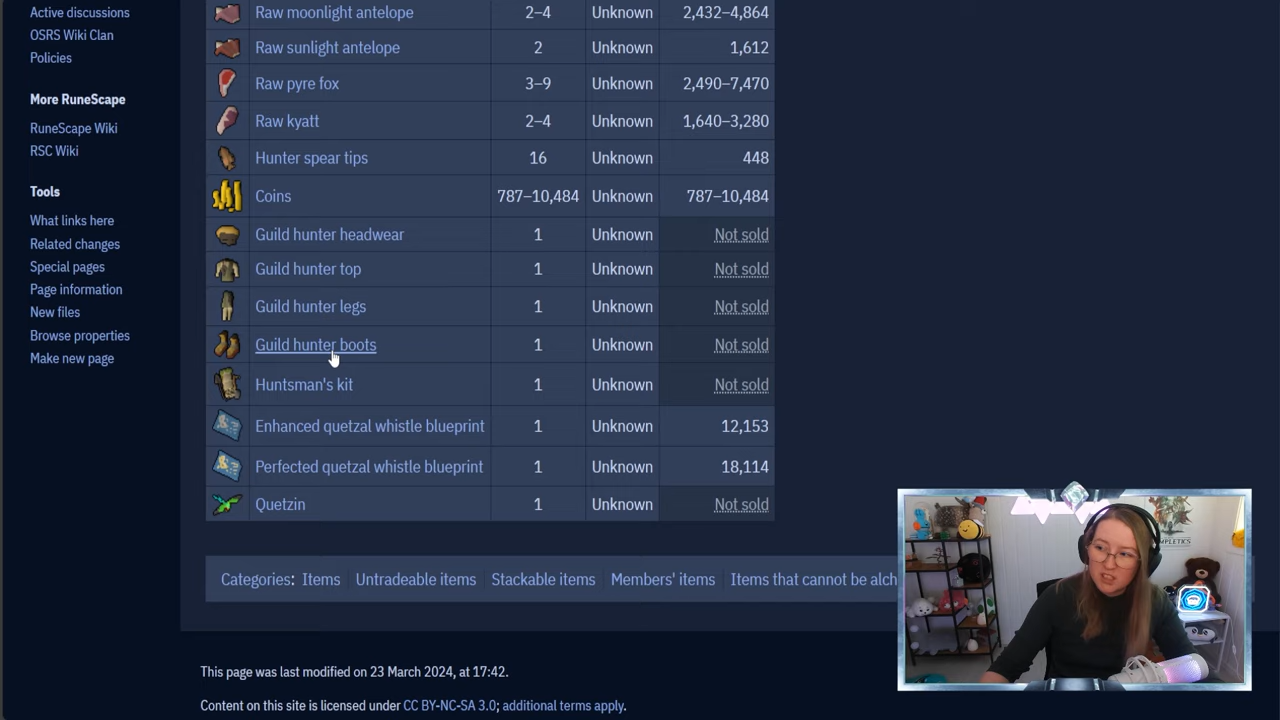 Active discussions
OSRS Wiki Clan
Policies
More RuneScape
RuneScape Wiki
RSC Wiki
Tools
What links here
Related changes
Special pages
Page information
New files
Browse properties
Make new page
Raw moonlight antelope 2–4 Unknown 2,432–4,864
Raw sunlight antelope 2 Unknown 1,612
Raw pyre fox 3–9 Unknown 2,490–7,470
Raw kyatt 2–4 Unknown 1,640–3,280
Hunter spear tips 16 Unknown 448
Coins 787–10,484 Unknown 787–10,484
Guild hunter headwear 1 Unknown Not sold
Guild hunter top 1 Unknown Not sold
Guild hunter legs 1 Unknown Not sold
Guild hunter boots 1 Unknown Not sold
Huntsman's kit 1 Unknown Not sold
Enhanced quetzal whistle blueprint 1 Unknown 12,153
Perfected quetzal whistle blueprint 1 Unknown 18,114
Quetzin 1 Unknown Not sold
Categories: Items Untradeable items Stackable items Members' items Items that cannot be alch
This page was last modified on 23 March 2024, at 17:42.
Content on this site is licensed under CC BY-NC-SA 3.0; additional terms apply.